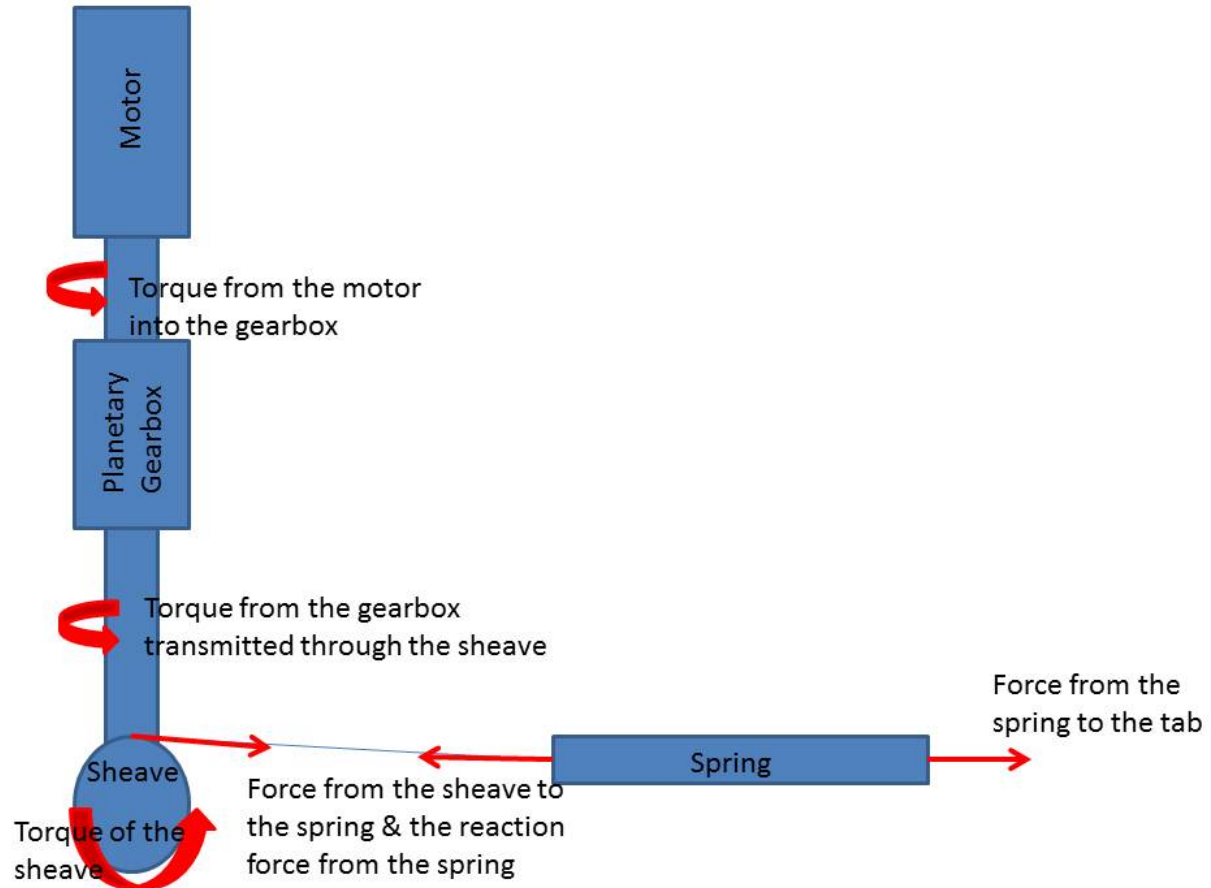 Motor
Torque from the motor
into the gearbox
Planetary
Gearbox
Torque from the gearbox
transmitted through the sheave
Force from the
spring to the tab
Sheave
Spring
Force from the sheave to
the spring & the reaction
force from the spring
Torque of the
sheave